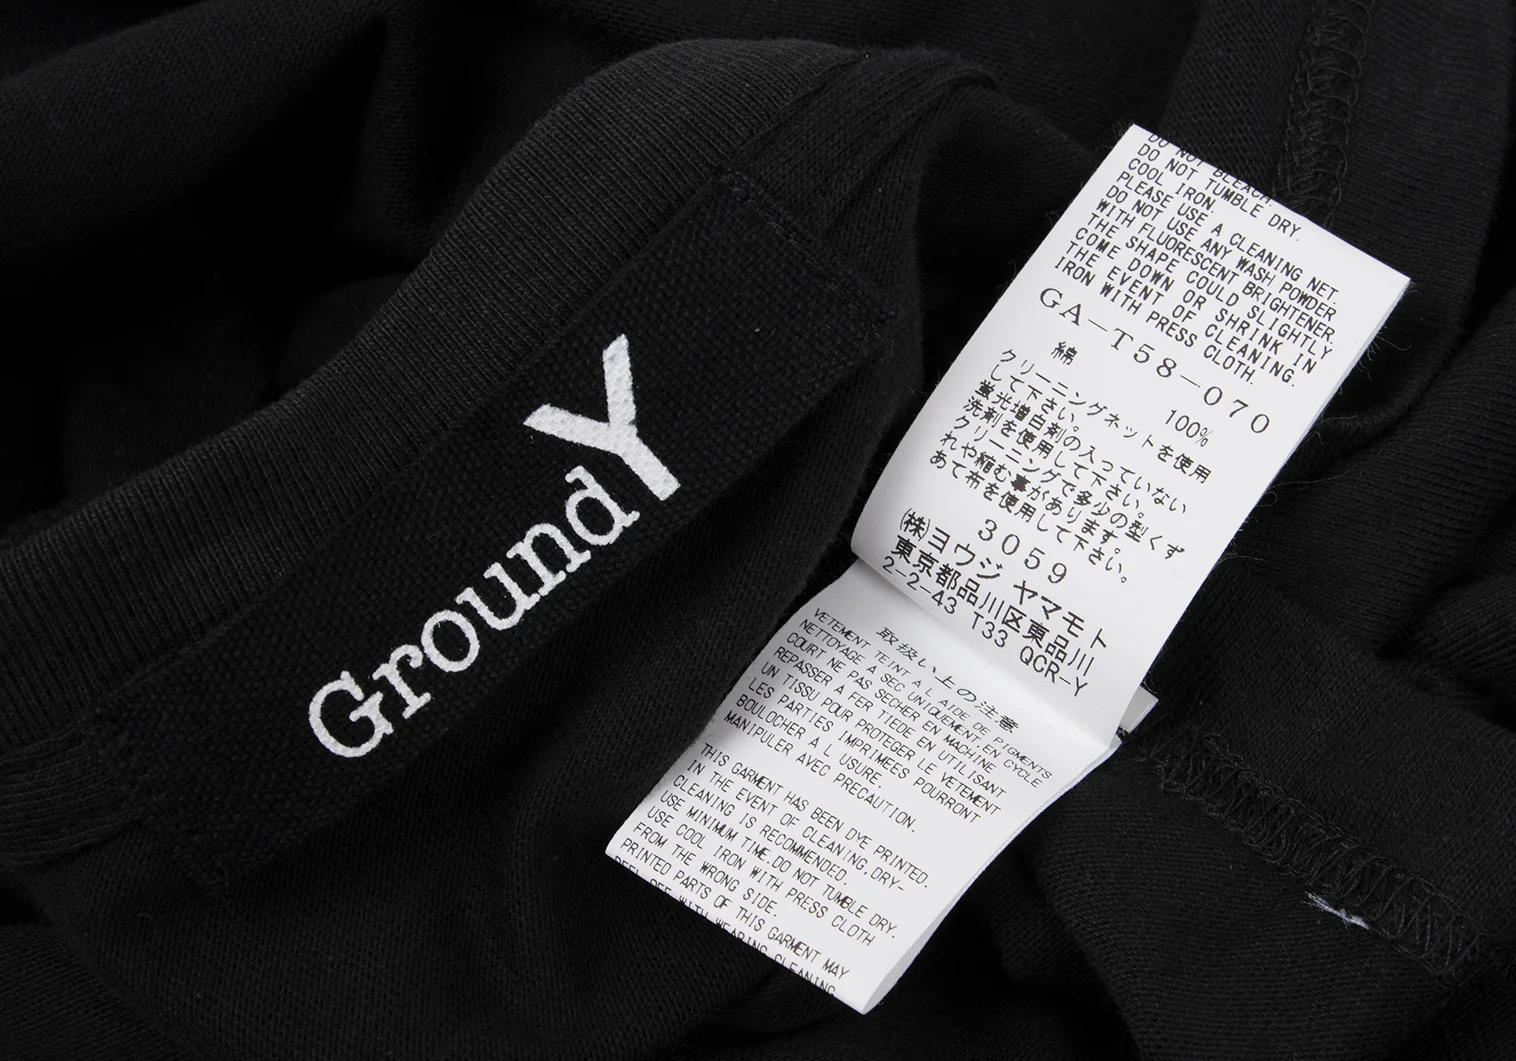 Ground Y
DO NOT BLEACH.
DO NOT TUMBLE DRY.
COOL IRON.
PLEASE USE A CLEANING NET.
DO NOT USE ANY WASH POWDER
WITH FLUORESCENT BRIGHTENER.
THE SHAPE COULD SLIGHTLY
COME DOWN OR SHRINK IN
THE EVENT OF CLEANING.
IRON WITH PRESS CLOTH.
GA-T58-070
綿 100%
クリーニングネットを使用
して下さい。
蛍光増白剤の入っていない
洗剤を使用して下さい。
クリーニングで多少の型くず
れや縮む事があります。
あて布を使用して下さい。
3059
㈱ヨウジ ヤマモト
東京都品川区東品川
2-2-43 T33 QCR-Y
取扱い上の注意
VETEMENT TEINT A L AIDE DE PIGMENTS
NETTOYAGE A SEC UNIQUEMENT,EN CYCLE
COURT NE PAS SECHER EN MACHINE
REPASSER A FER TIEDE EN UTILISANT
UN TISSU POUR PROTEGER LE VETEMENT
LES PARTIES IMPRIMEES POURRONT
BOULOCHER A L USURE.
MANIPULER AVEC PRECAUTION.
THIS GARMENT HAS BEEN DYE PRINTED.
IN THE EVENT OF CLEANING,DRY-
CLEANING IS RECOMMENDED.
USE MINIMUM TIME.DO NOT TUMBLE DRY.
USE COOL IRON WITH PRESS CLOTH
FROM THE WRONG SIDE.
PRINTED PARTS OF THIS GARMENT MAY
PEEL OFF WITH WEARING CLEANING